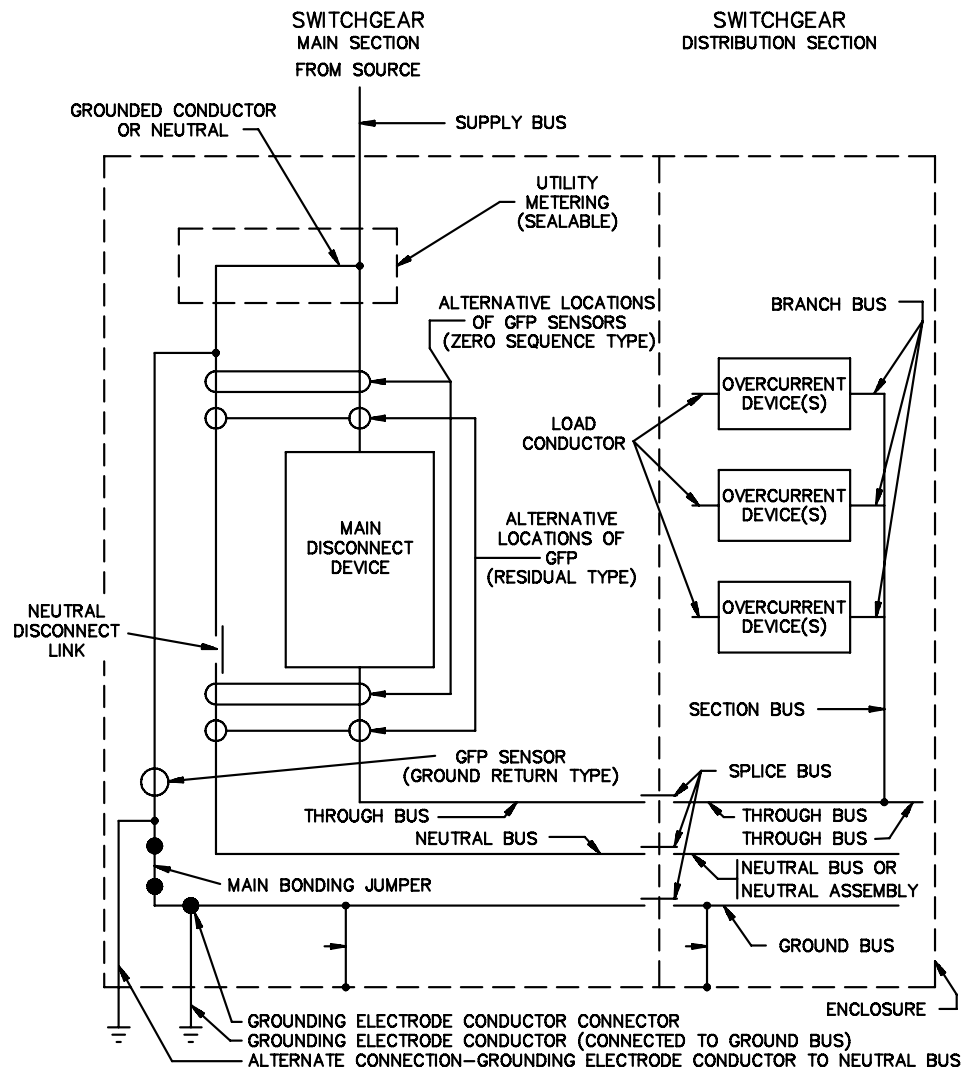 SWITCHGEAR
MAIN SECTION
FROM SOURCE
SWITCHGEAR
DISTRIBUTION SECTION
GROUNDED CONDUCTOR
OR NEUTRAL
SUPPLY BUS
UTILITY
METERING
(SEALABLE)
ALTERNATIVE LOCATIONS
OF GFP SENSORS
(ZERO SEQUENCE TYPE)
BRANCH BUS
OVERCURRENT
DEVICE(S)
LOAD
CONDUCTOR
OVERCURRENT
DEVICE(S)
MAIN
DISCONNECT
DEVICE
ALTERNATIVE
LOCATIONS OF
GFP
(RESIDUAL TYPE)
OVERCURRENT
DEVICE(S)
NEUTRAL
DISCONNECT
LINK
SECTION BUS
GFP SENSOR
(GROUND RETURN TYPE)
SPLICE BUS
THROUGH BUS
THROUGH BUS
THROUGH BUS
NEUTRAL BUS
NEUTRAL BUS OR
NEUTRAL ASSEMBLY
MAIN BONDING JUMPER
GROUND BUS
ENCLOSURE
GROUNDING ELECTRODE CONDUCTOR CONNECTOR
GROUNDING ELECTRODE CONDUCTOR (CONNECTED TO GROUND BUS)
ALTERNATE CONNECTION-GROUNDING ELECTRODE CONDUCTOR TO NEUTRAL BUS